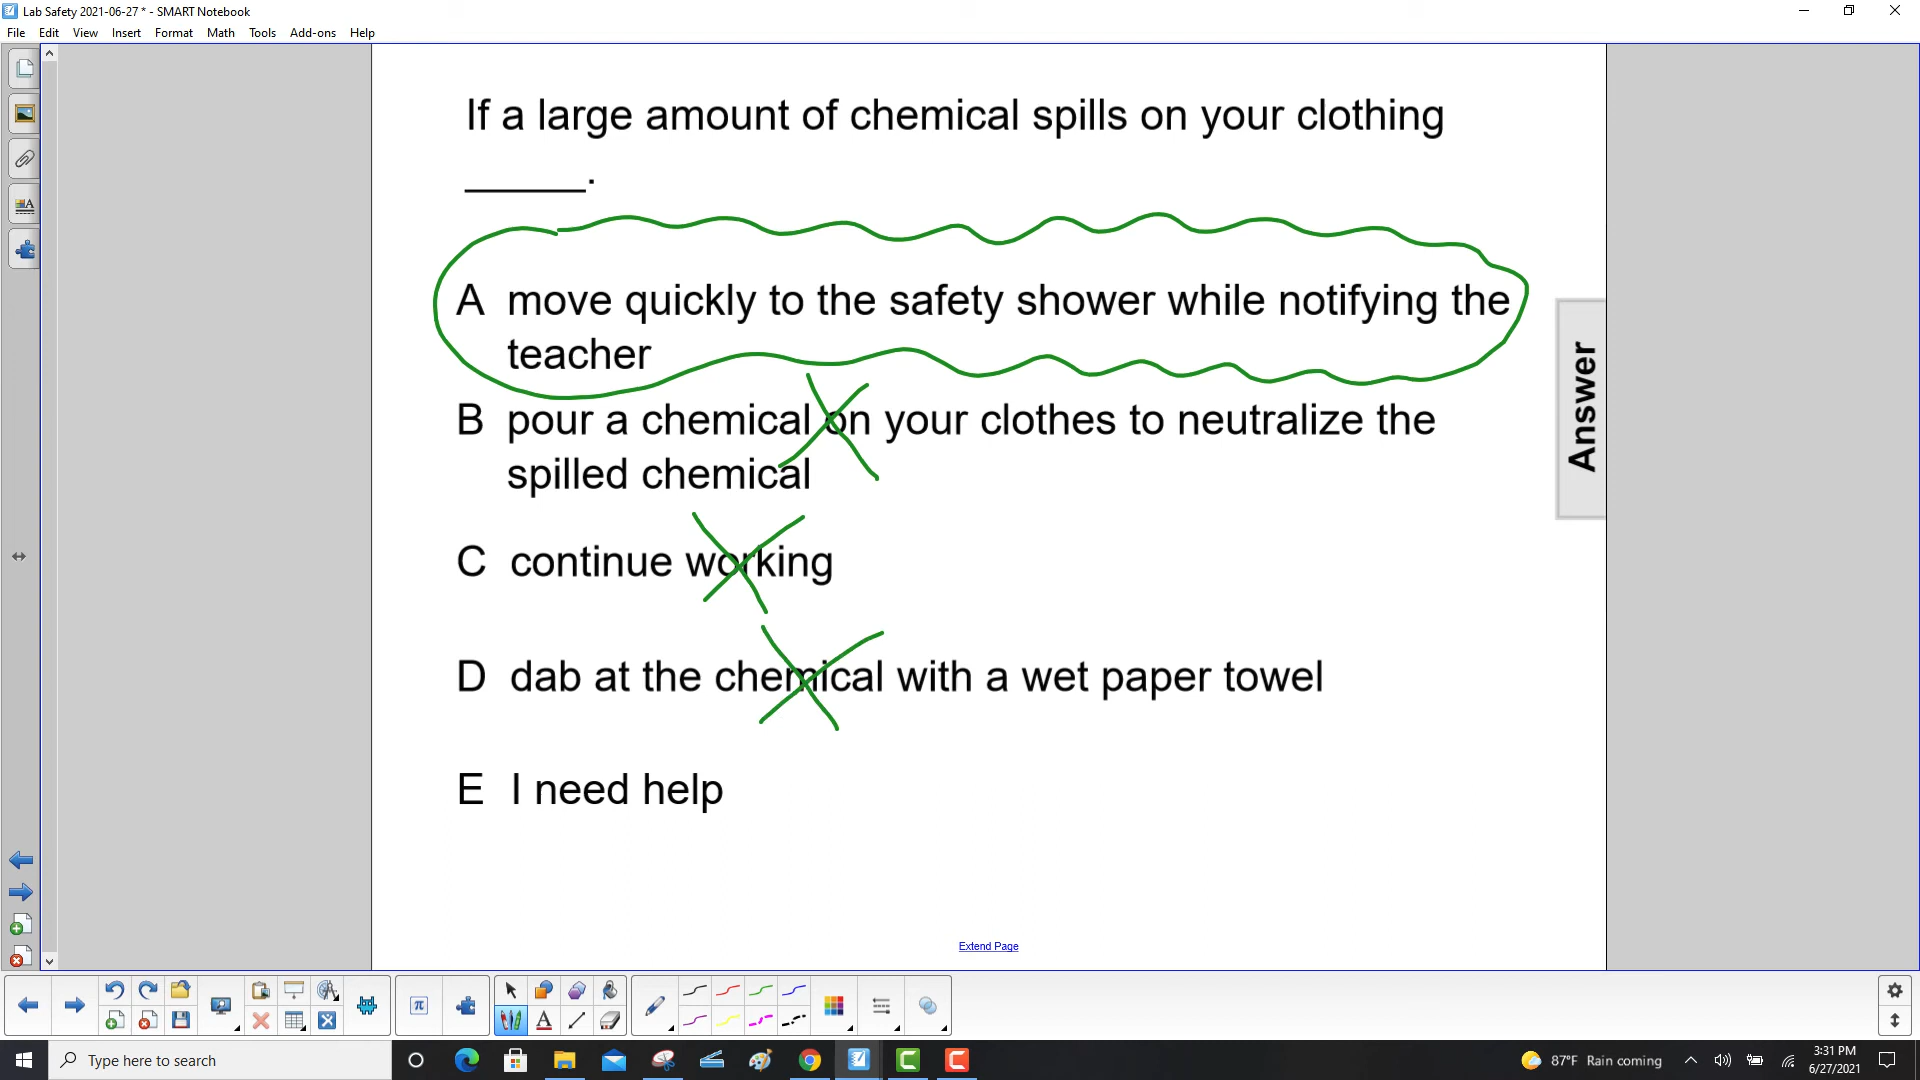 Lab Safety 2021-06-27 * - SMART Notebook
File Edit View Insert Format Math Tools Add-ons Help
If a large amount of chemical spills on your clothing
______.
A move quickly to the safety shower while notifying the
teacher
B pour a chemical on your clothes to neutralize the
spilled chemical
C continue working
D dab at the chemical with a wet paper towel
E I need help
Answer
Extend Page
π
A
Type here to search
87°F Rain coming
3:31 PM
6/27/2021